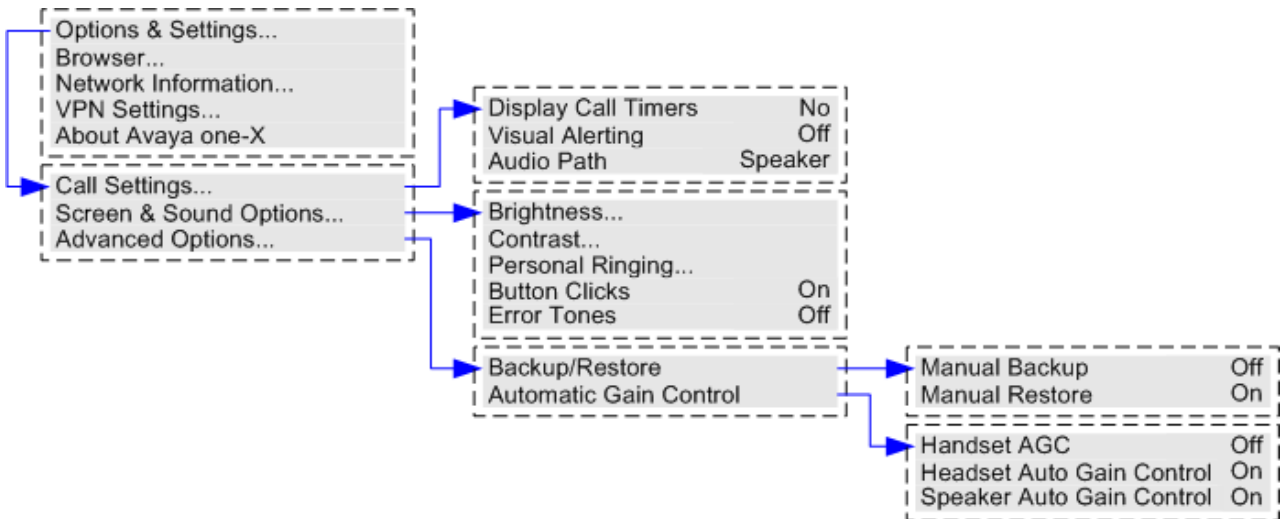 Options & Settings...
Browser...
Network Information...
VPN Settings...
About Avaya one-X
Call Settings...
Screen & Sound Options...
Advanced Options...
Display Call Timers No
Visual Alerting Off
Audio Path Speaker
Brightness...
Contrast...
Personal Ringing...
Button Clicks On
Error Tones Off
Backup/Restore
Automatic Gain Control
Manual Backup Off
Manual Restore On
Handset AGC Off
Headset Auto Gain Control On
Speaker Auto Gain Control On